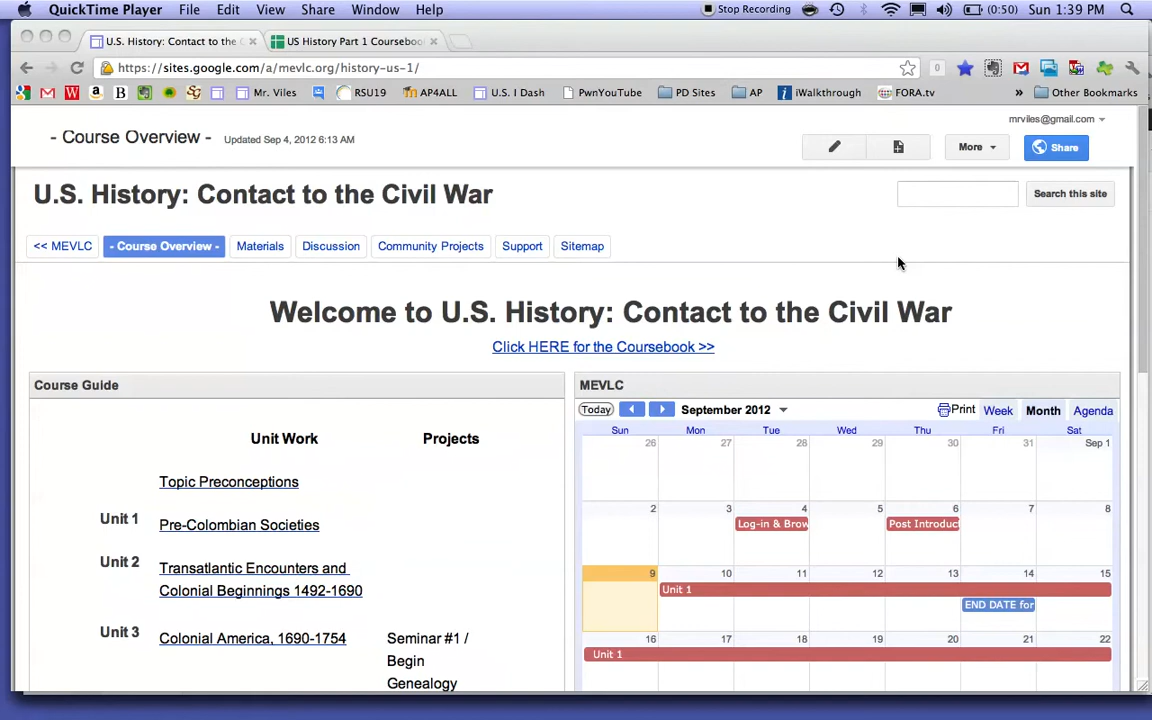 QuickTime Player File Edit View Share Window Help Stop Recording (0:50) Sun 1:39 PM
U.S. History: Contact to the US History Part 1 Courseboo
https://sites.google.com/a/mevlc.org/history-us-1/ 0
Mr. Viles RSU19 AP4ALL U.S. I Dash PwnYouTube PD Sites AP iWalkthrough FORA.tv » Other Bookmarks
mrviles@gmail.com
- Course Overview - Updated Sep 4, 2012 6:13 AM More Share
U.S. History: Contact to the Civil War Search this site
<< MEVLC - Course Overview - Materials Discussion Community Projects Support Sitemap
Welcome to U.S. History: Contact to the Civil War
Click HERE for the Coursebook >>
Course Guide
Unit Work Projects
Topic Preconceptions
Unit 1 Pre-Colombian Societies
Unit 2 Transatlantic Encounters and
Colonial Beginnings 1492-1690
Unit 3 Colonial America, 1690-1754 Seminar #1 /
Begin
Genealogy
MEVLC
Today September 2012 Print Week Month Agenda
Sun Mon Tue Wed Thu Fri Sat
26 27 28 29 30 31 Sep 1
2 3 4 5 6 7 8
Log-in & Brow Post Introduct
9 10 11 12 13 14 15
Unit 1
END DATE for
16 17 18 19 20 21 22
Unit 1